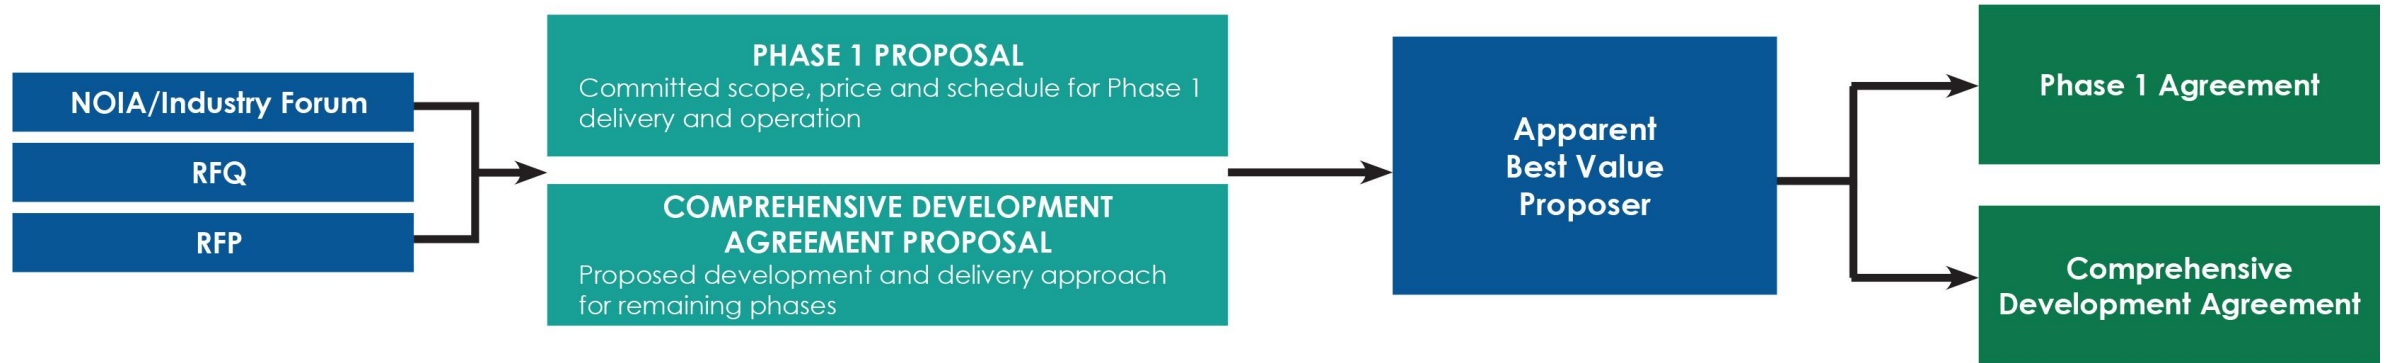 NOIA/Industry Forum
RFQ
RFP
PHASE 1 PROPOSAL
Committed scope, price and schedule for Phase 1
delivery and operation
COMPREHENSIVE DEVELOPMENT
AGREEMENT PROPOSAL
Proposed development and delivery approach
for remaining phases
Apparent
Best Value
Proposer
Phase 1 Agreement
Comprehensive
Development Agreement